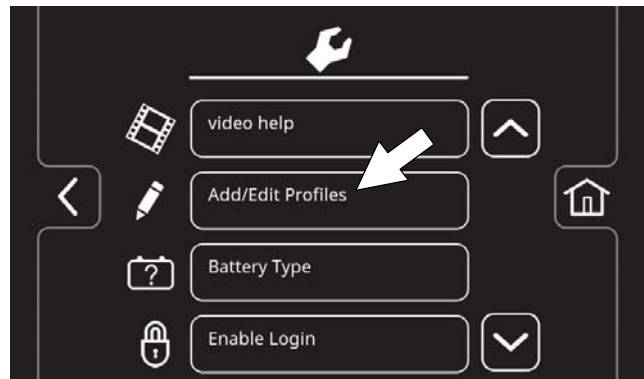 video help
Add/Edit Profiles
Battery Type
Enable Login